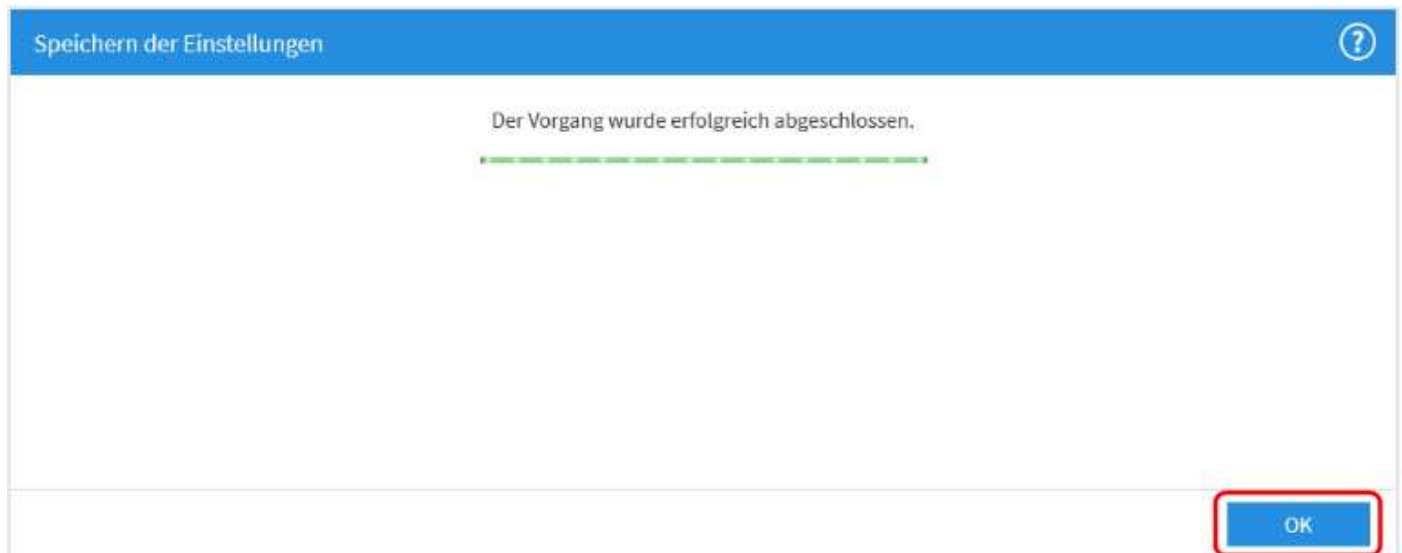 Speichern der Einstellungen
?
Der Vorgang wurde erfolgreich abgeschlossen.
OK